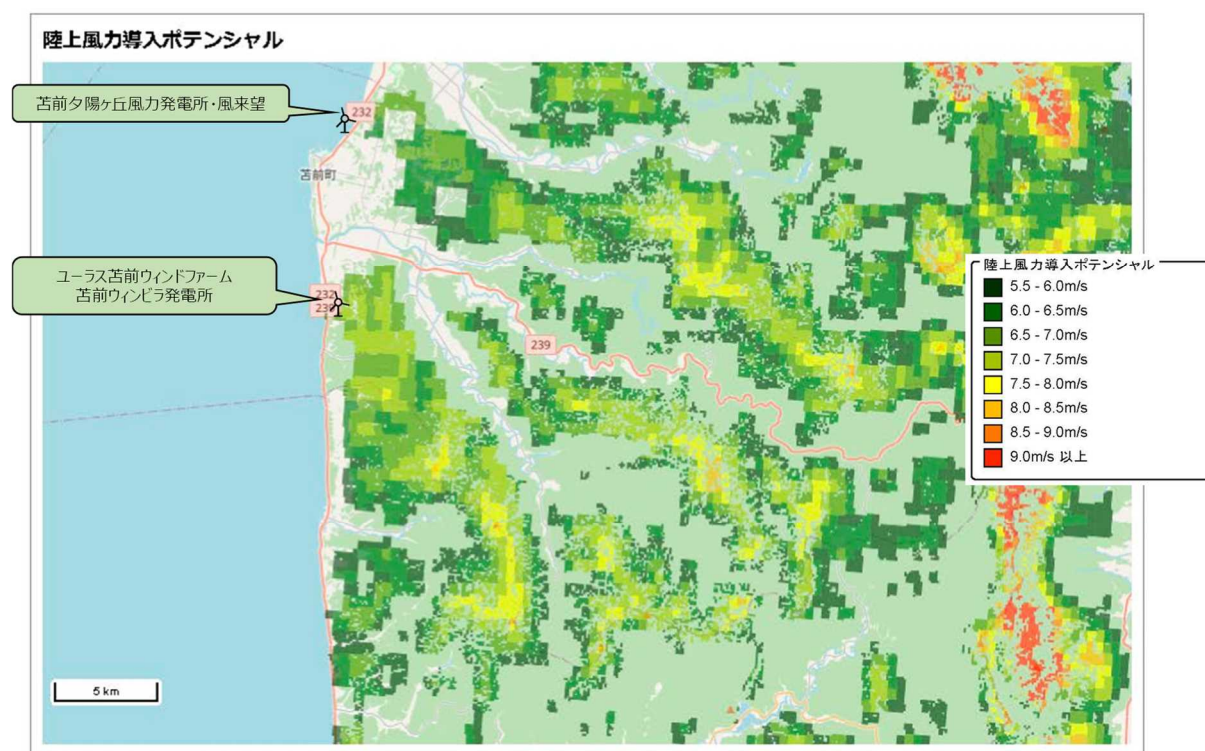 陸上風力導入ポテンシャル
苫前夕陽ヶ丘風力発電所・風来望
232
苫前町
ユーラス苫前ウィンドファーム
苫前ウィンビラ発電所
232
239
陸上風力導入ポテンシャル
5.5 - 6.0m/s
6.0 - 6.5m/s
6.5 - 7.0m/s
7.0 - 7.5m/s
7.5 - 8.0m/s
8.0 - 8.5m/s
8.5 - 9.0m/s
9.0m/s 以上
5 km